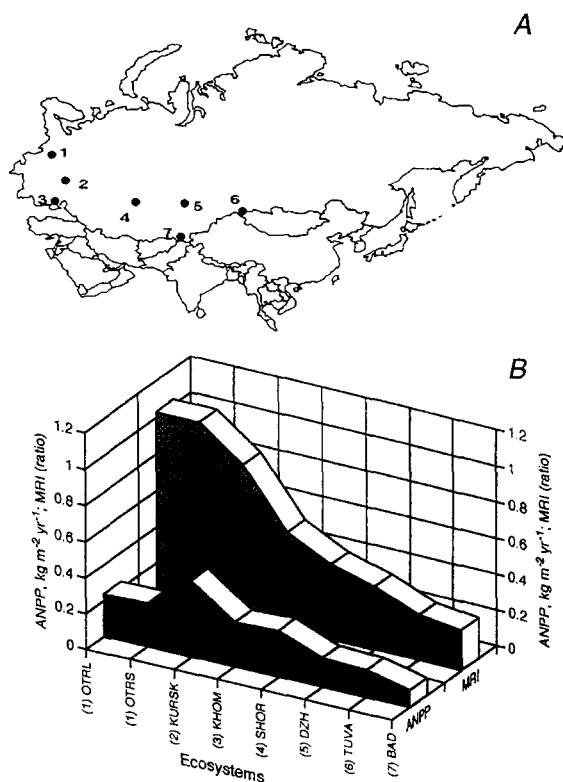 A
1
2
3
4
5
6
7
B
ANPP, kg m⁻² yr⁻¹; MRI (ratio)
1.2
1
0.8
0.6
0.4
0.2
0
1.2
1
0.8
0.6
0.4
0.2
0
ANPP, kg m⁻² yr⁻¹; MRI (ratio)
(1) OTRL
(1) OTRS
(2) KURSK
(3) KHOM
(4) SHOR
(5) DZH
(6) TUVA
(7) BAD
ANPP
MRI
Ecosystems